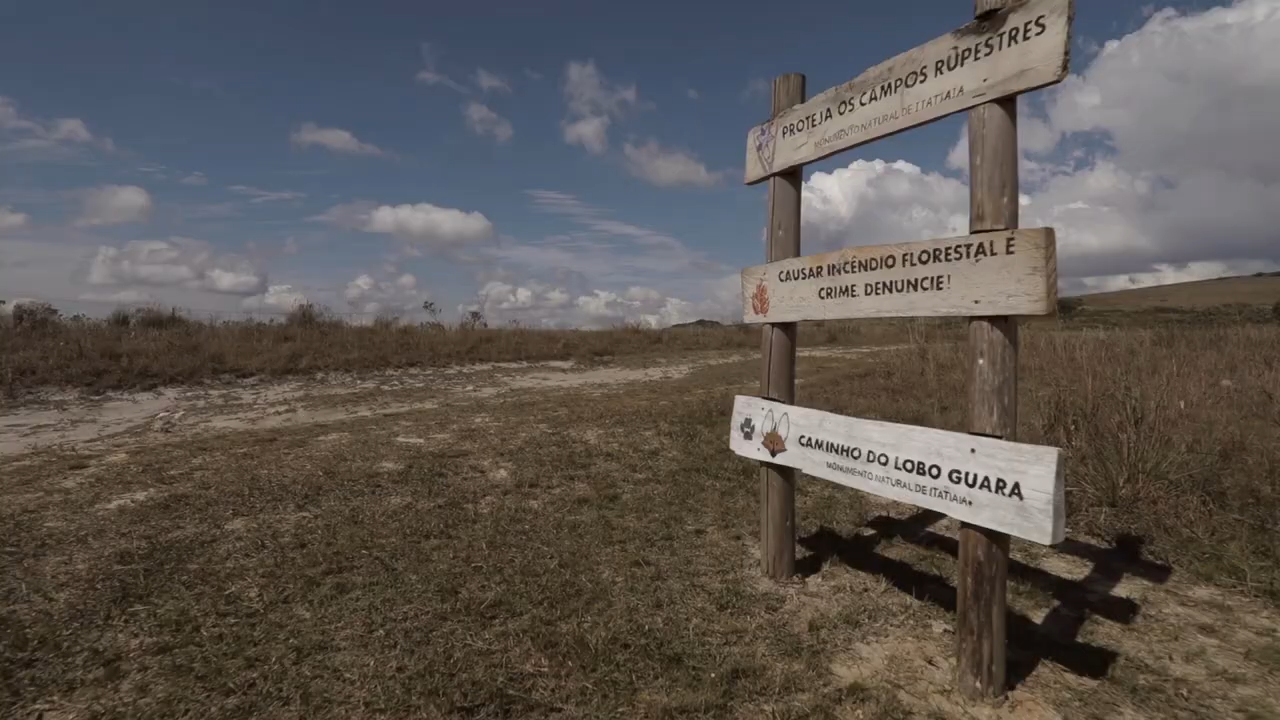 PROTEJA OS CAMPOS RUPESTRES
MONUMENTO NATURAL DE ITATIAIA
CAUSAR INCÊNDIO FLORESTAL É
CRIME. DENUNCIE!
CAMINHO DO LOBO GUARA
MONUMENTO NATURAL DE ITATIAIA